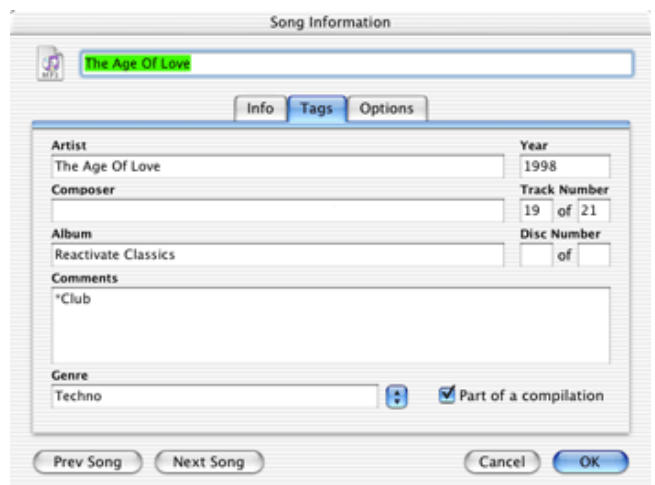 Song Information
The Age Of Love
Info Tags Options
Artist Year
The Age Of Love 1998
Composer Track Number
19 of 21
Album Disc Number
Reactivate Classics of
Comments
*Club
Genre
Techno Part of a compilation
Prev Song Next Song Cancel OK